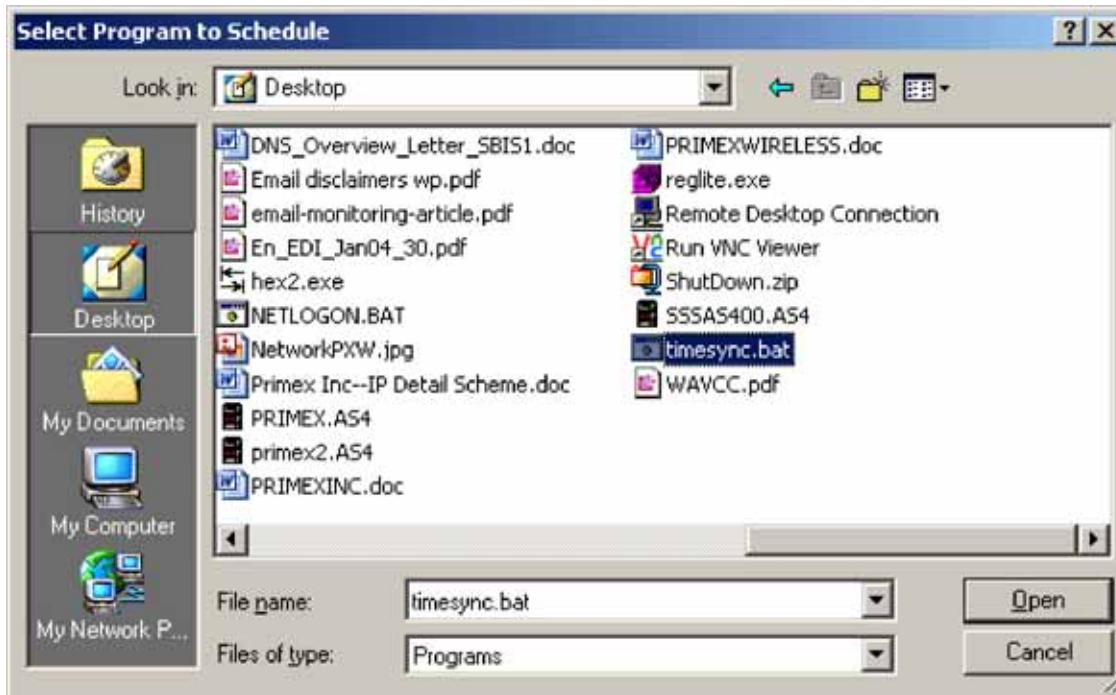 Select Program to Schedule
Look in: Desktop
History
Desktop
My Documents
My Computer
My Network P...
DNS_Overview_Letter_SBIS1.doc
Email disclaimers wp.pdf
email-monitoring-article.pdf
En_EDI_Jan04_30.pdf
hex2.exe
NETLOGON.BAT
NetworkPXW.jpg
Primex Inc--IP Detail Scheme.doc
PRIMEX.AS4
primex2.AS4
PRIMEXINC.doc
PRIMEXWIRELESS.doc
reglite.exe
Remote Desktop Connection
Run VNC Viewer
ShutDown.zip
SSSAS400.AS4
timesync.bat
WAVCC.pdf
File name: timesync.bat
Open
Files of type: Programs
Cancel